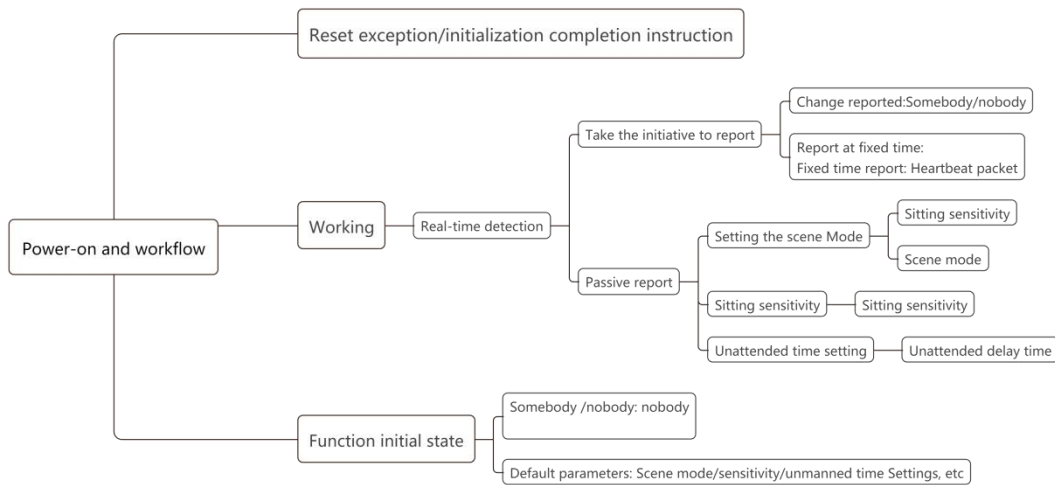 Reset exception/initialization completion instruction
Change reported:Somebody/nobody
Take the initiative to report
Report at fixed time:
Fixed time report: Heartbeat packet
Working
Real-time detection
Sitting sensitivity
Setting the scene Mode
Scene mode
Power-on and workflow
Passive report
Sitting sensitivity
Sitting sensitivity
Unattended time setting
Unattended delay time
Somebody /nobody: nobody
Function initial state
Default parameters: Scene mode/sensitivity/unmanned time Settings, etc